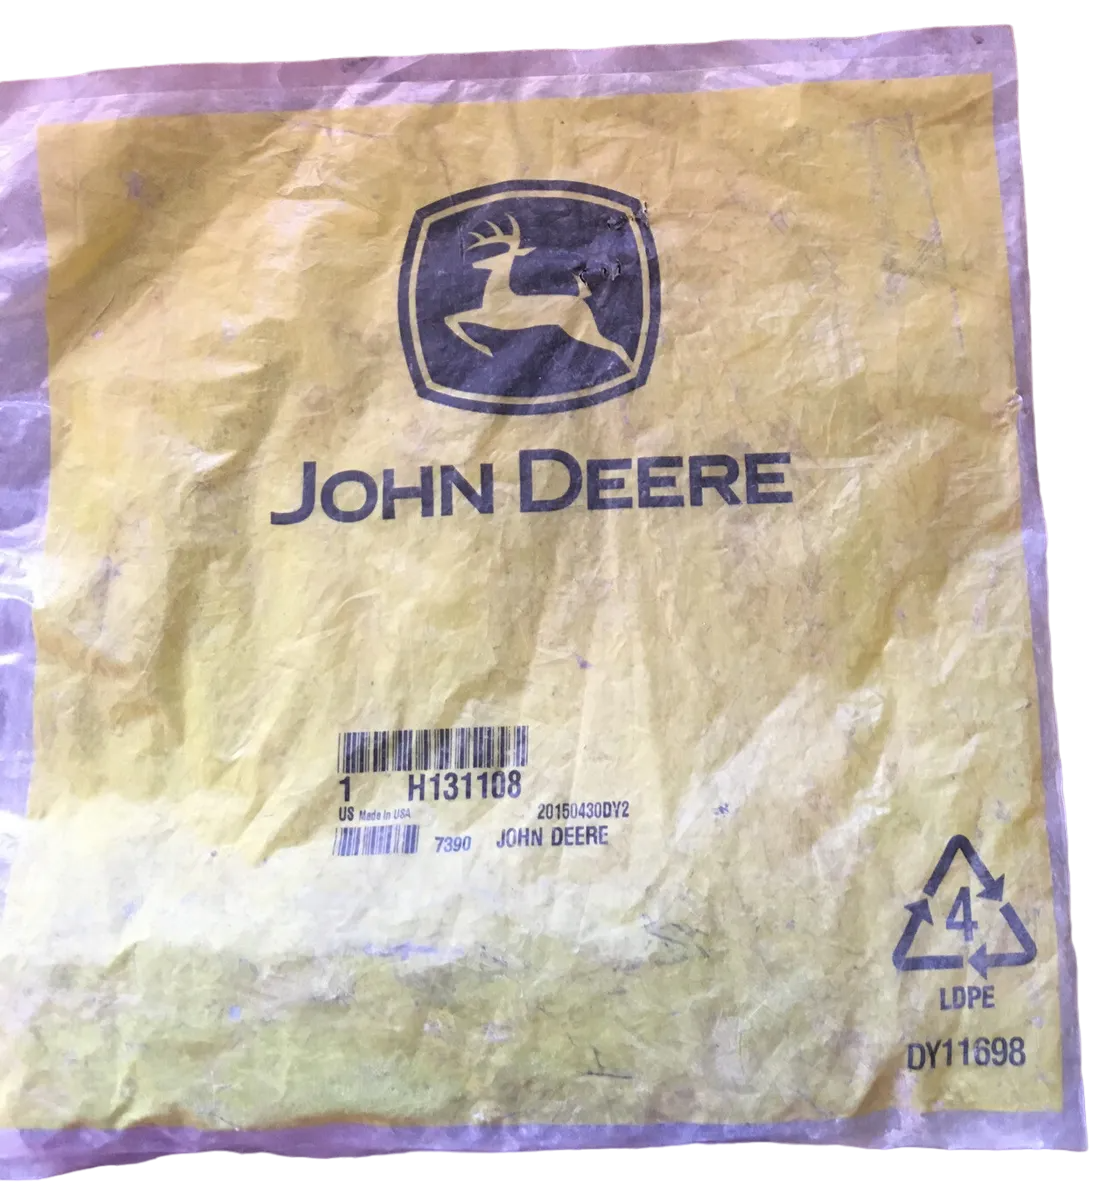 JOHN DEERE
1 H131108
US Made In USA 20150430DY2
7390 JOHN DEERE
4
LDPE
DY11698